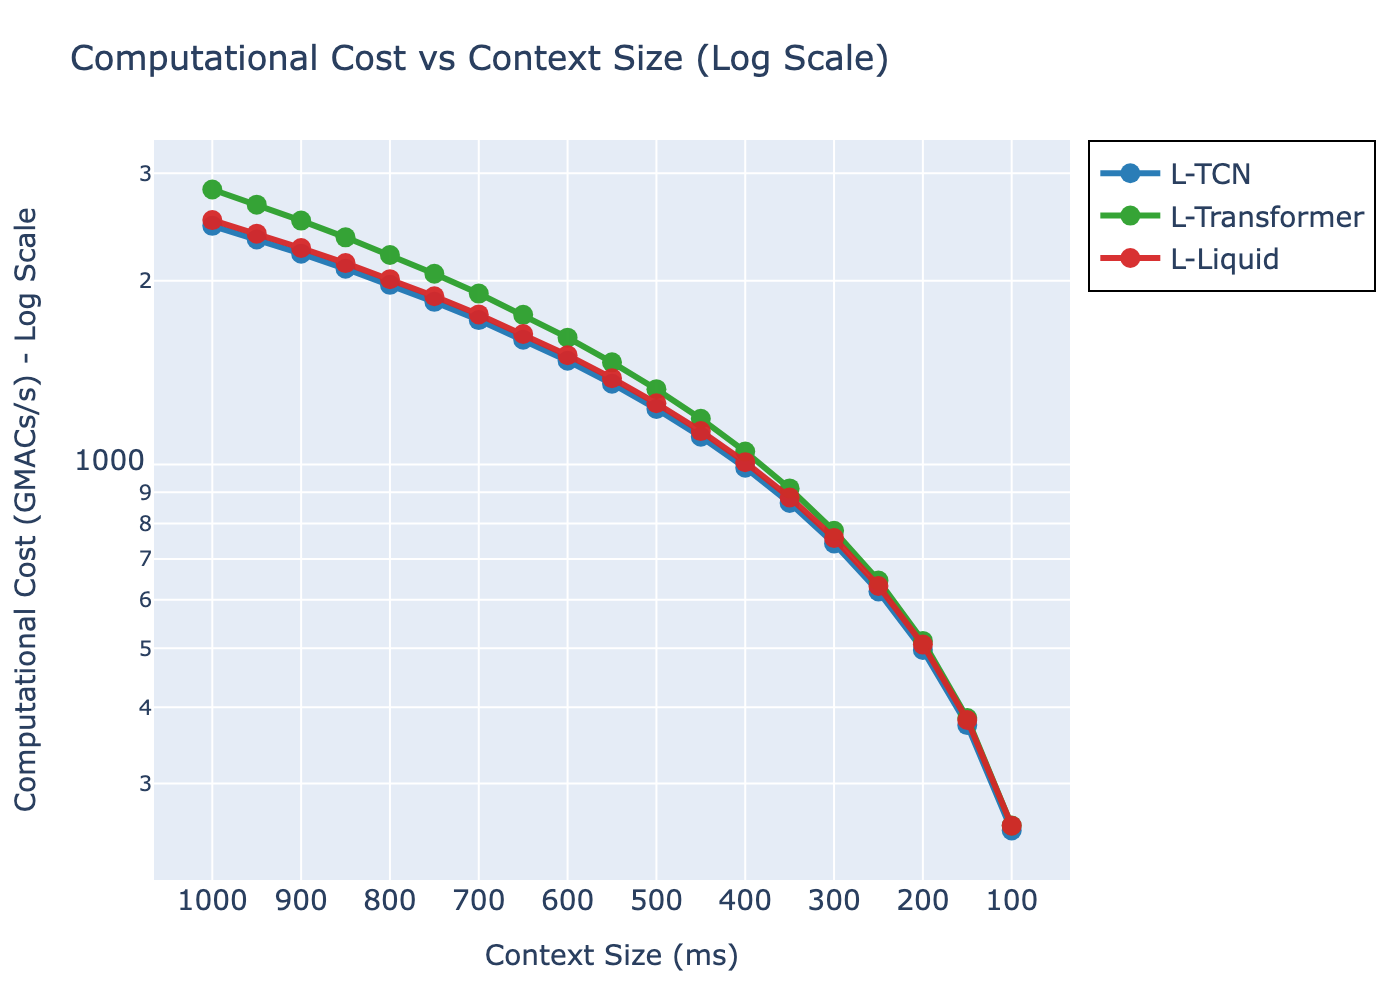 Computational Cost vs Context Size (Log Scale)
L-TCN
L-Transformer
L-Liquid
Computational Cost (GMACs/s) - Log Scale
3
2
1000
9
8
7
6
5
4
3
1000 900 800 700 600 500 400 300 200 100
Context Size (ms)